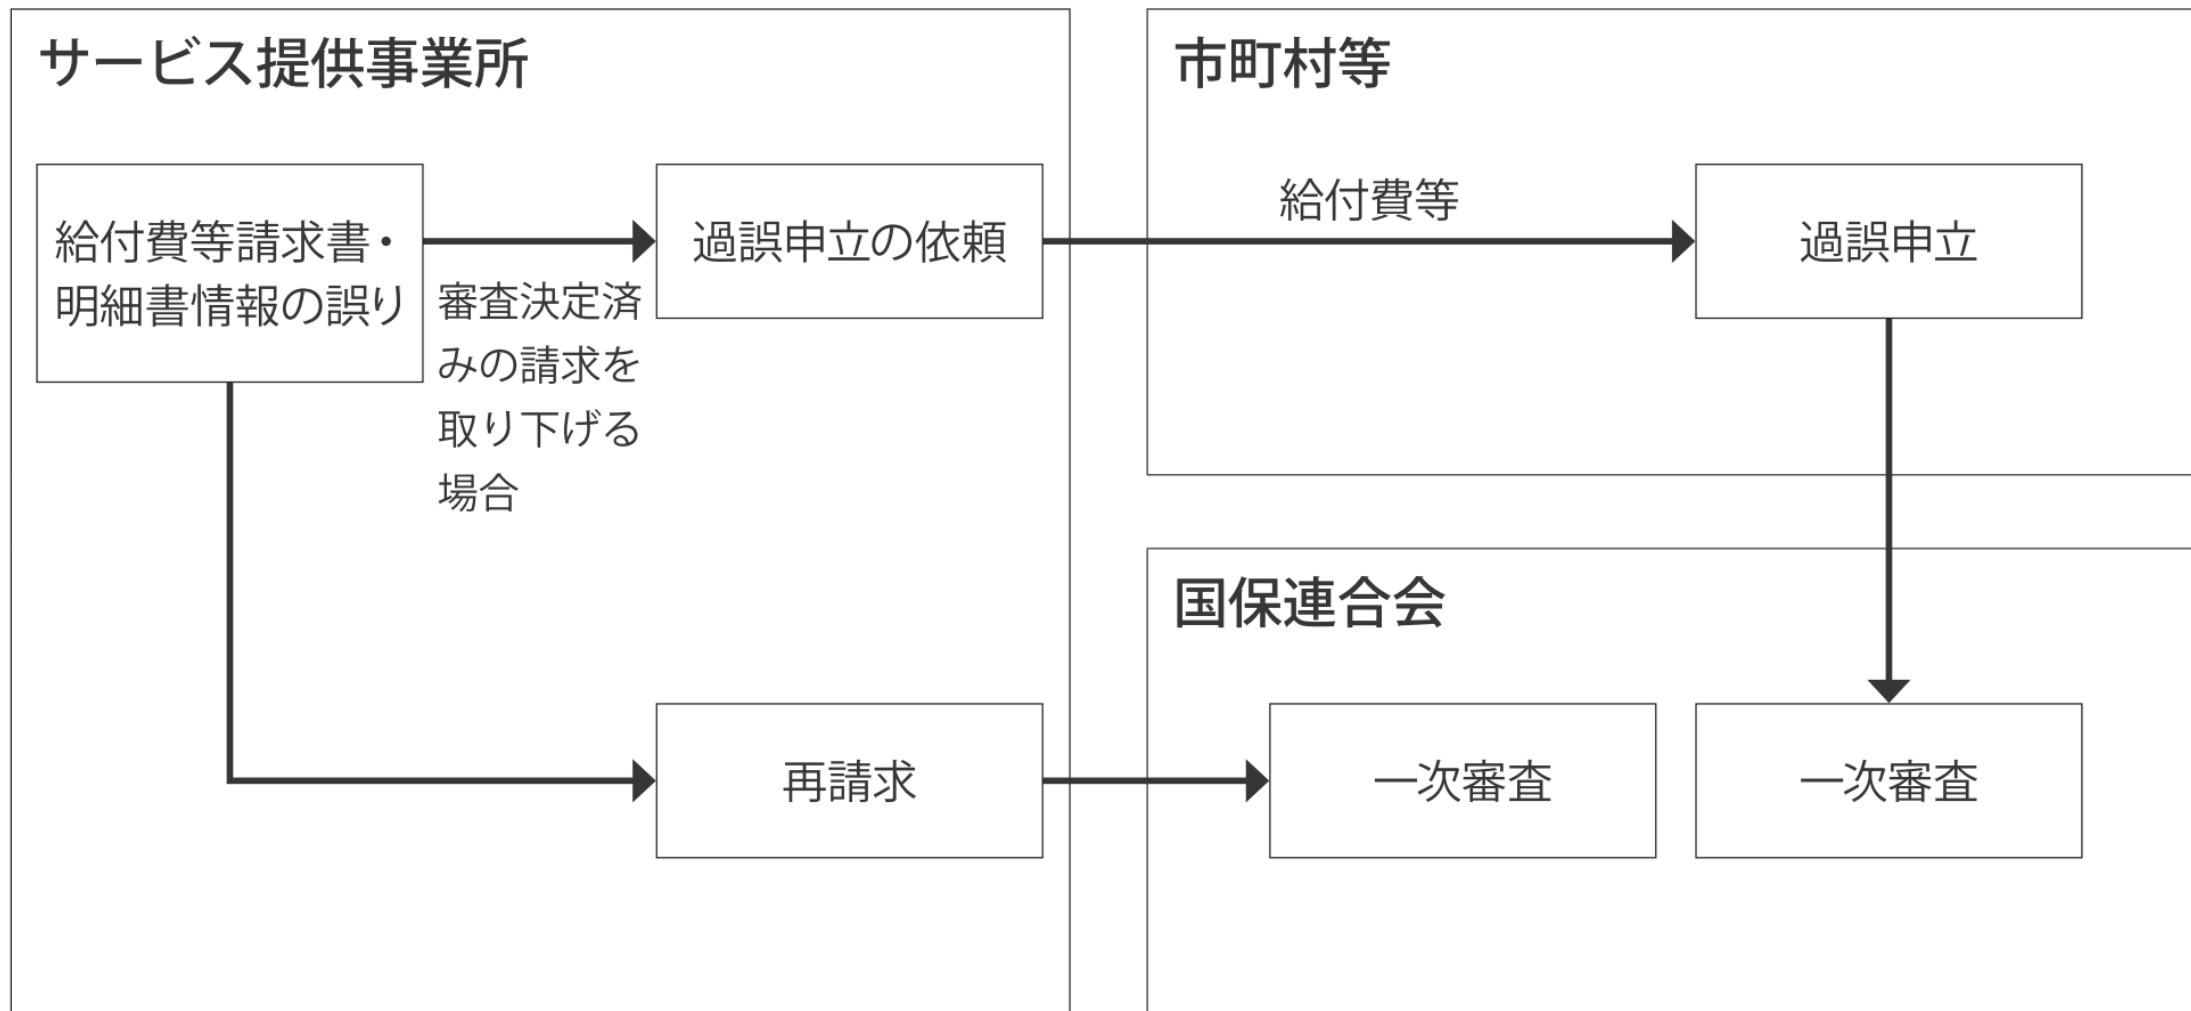 サービス提供事業所
給付費等請求書・
明細書情報の誤り
審査決定済
みの請求を
取り下げる
場合
過誤申立の依頼
再請求
市町村等
給付費等
過誤申立
国保連合会
一次審査
一次審査